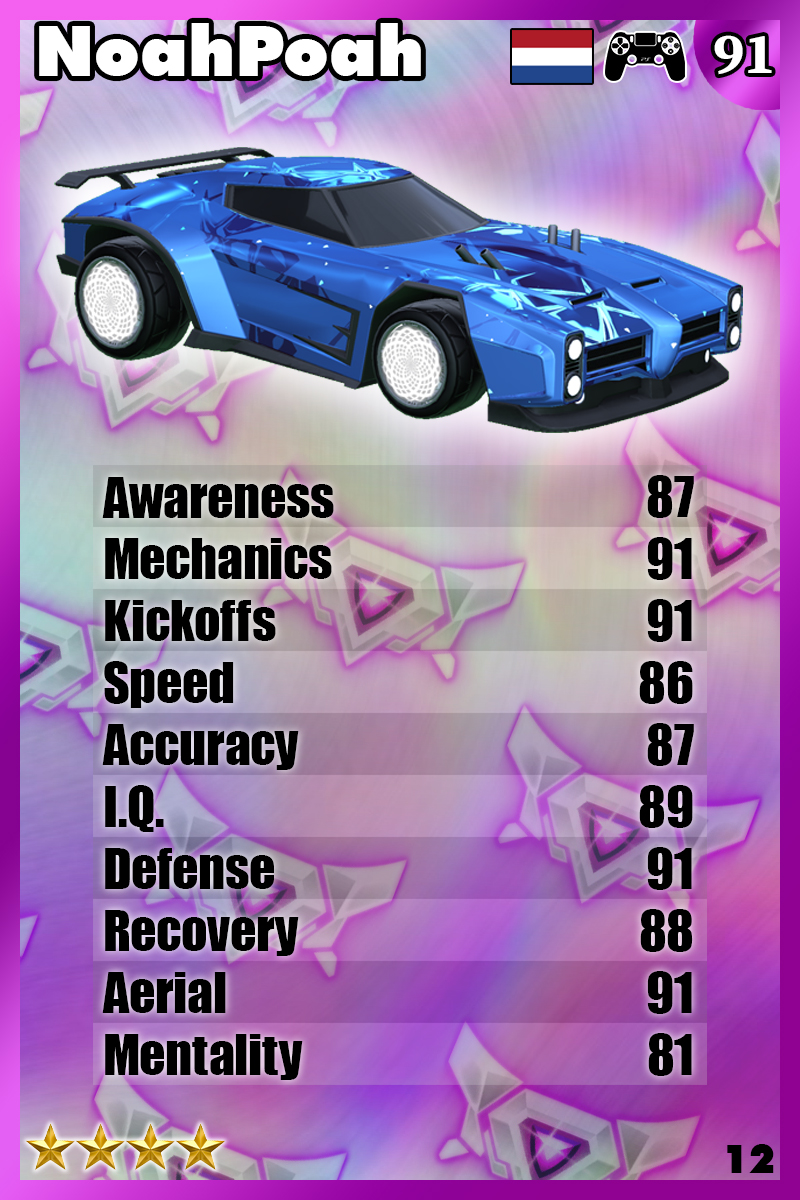 NoahPoah 91
Awareness 87
Mechanics 91
Kickoffs 91
Speed 86
Accuracy 87
I.Q. 89
Defense 91
Recovery 88
Aerial 91
Mentality 81
12